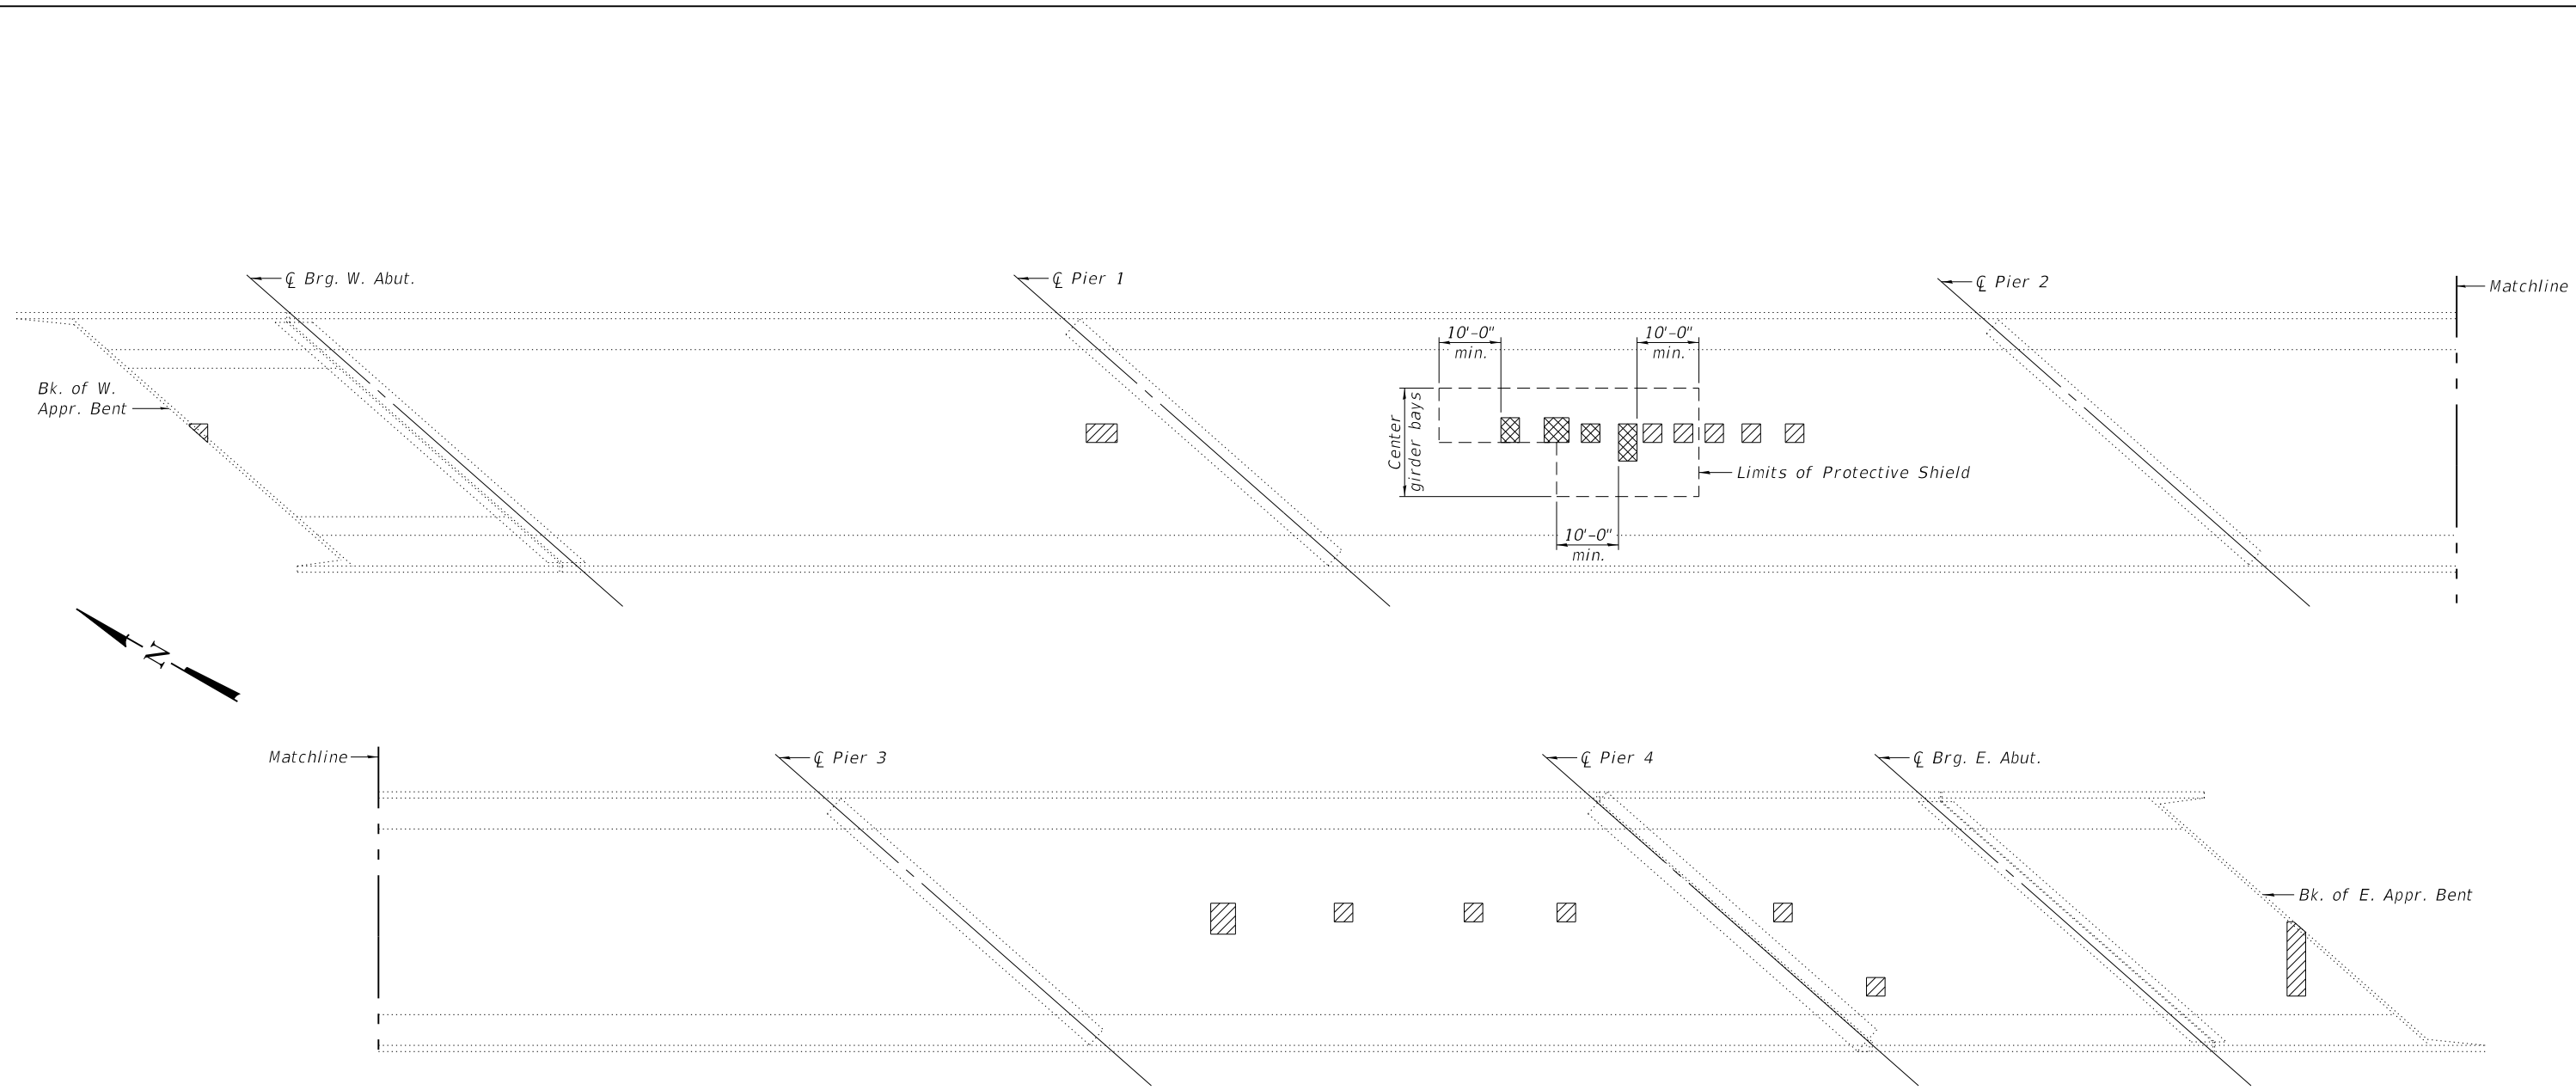 ℄ Brg. W. Abut.
℄ Pier 1
℄ Pier 2
Matchline
10'-0"
min.
10'-0"
min.
Bk. of W.
Appr. Bent
Center
girder bays
Limits of Protective Shield
10'-0"
min.
N
Matchline
℄ Pier 3
℄ Pier 4
℄ Brg. E. Abut.
Bk. of E. Appr. Bent